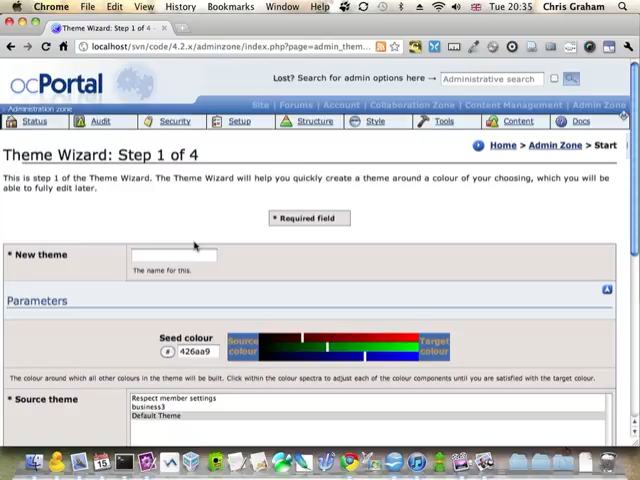 Chrome File Edit View History Bookmarks Window Help Tue 20:35 Chris Graham
Theme Wizard: Step 1 of 4 -
localhost/svn/code/4.2.x/adminzone/index.php?page=admin_them...
ocPortal
Administration zone
Lost? Search for admin options here → Administrative search
Site | Forums | Account | Collaboration Zone | Content Management | Admin Zone
Status Audit Security Setup Structure Style Tools Content Docs
Theme Wizard: Step 1 of 4
Home > Admin Zone > Start
This is step 1 of the Theme Wizard. The Theme Wizard will help you quickly create a theme around a colour of your choosing, which you will be
able to fully edit later.
* Required field
* New theme
The name for this.
Parameters
Seed colour
# 426aa9
Source colour
Target colour
The colour around which all other colours in the theme will be built. Click within the colour spectra to adjust each of the colour components until you are satisfied with the target colour.
* Source theme
Respect member settings
business3
Default Theme